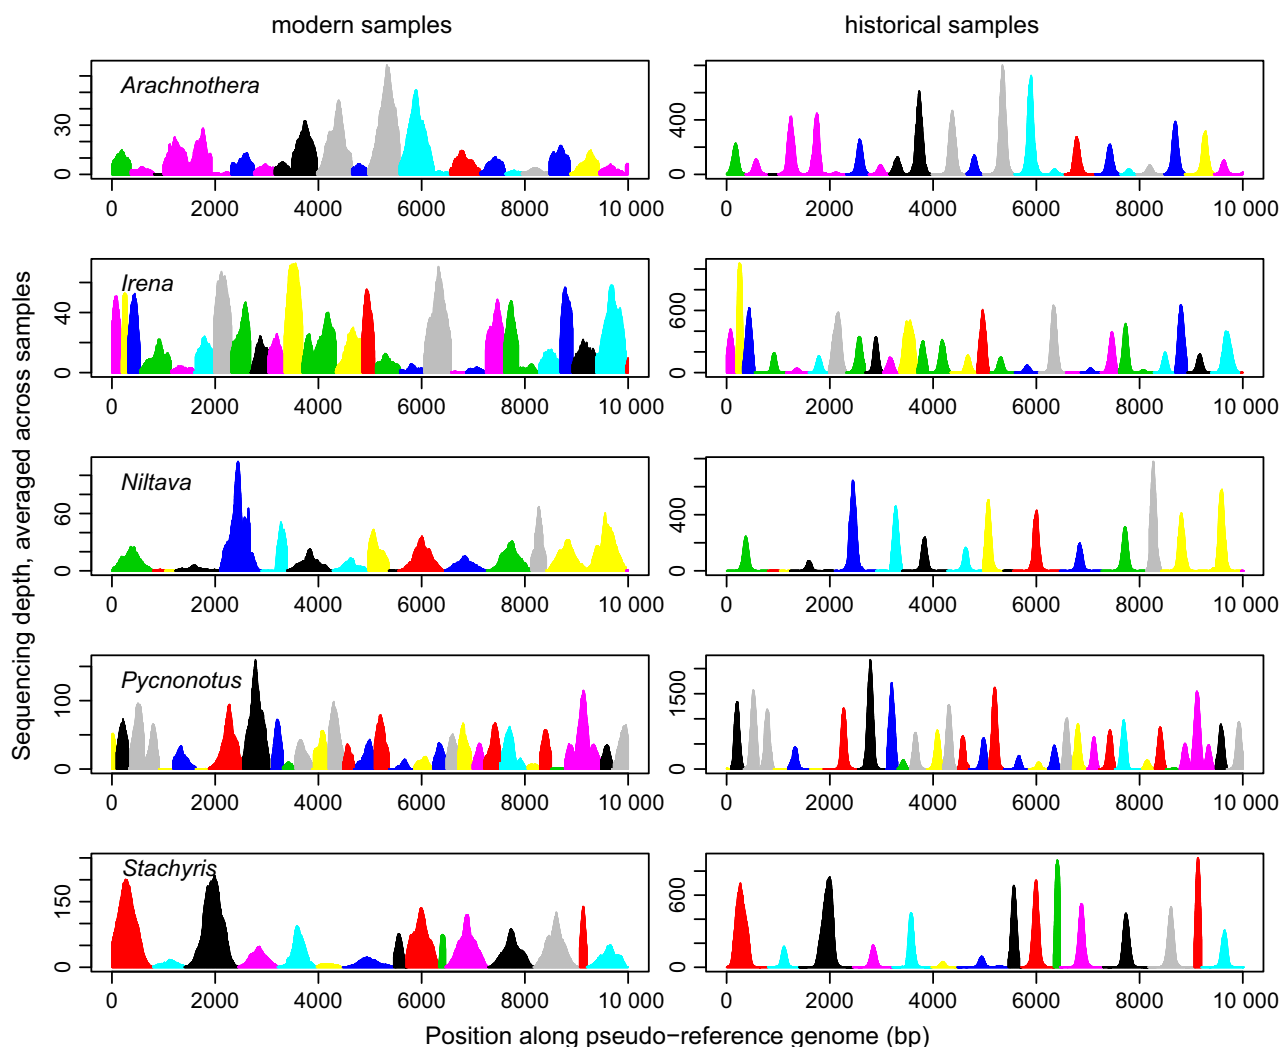 modern samples historical samples
Sequencing depth, averaged across samples
Arachnothera
0 30
0 400
0 2000 4000 6000 8000 10 000
0 2000 4000 6000 8000 10 000
Irena
0 40
0 600
0 2000 4000 6000 8000 10 000
0 2000 4000 6000 8000 10 000
Niltava
0 60
0 400
0 2000 4000 6000 8000 10 000
0 2000 4000 6000 8000 10 000
Pycnonotus
0 100
0 1500
0 2000 4000 6000 8000 10 000
0 2000 4000 6000 8000 10 000
Stachyris
0 150
0 600
0 2000 4000 6000 8000 10 000
0 2000 4000 6000 8000 10 000
Position along pseudo−reference genome (bp)